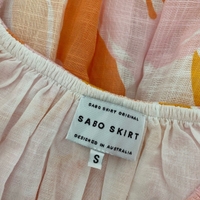 SABO SKIRT ORIGINAL
SABO SKIRT
DESIGNED IN AUSTRALIA
S